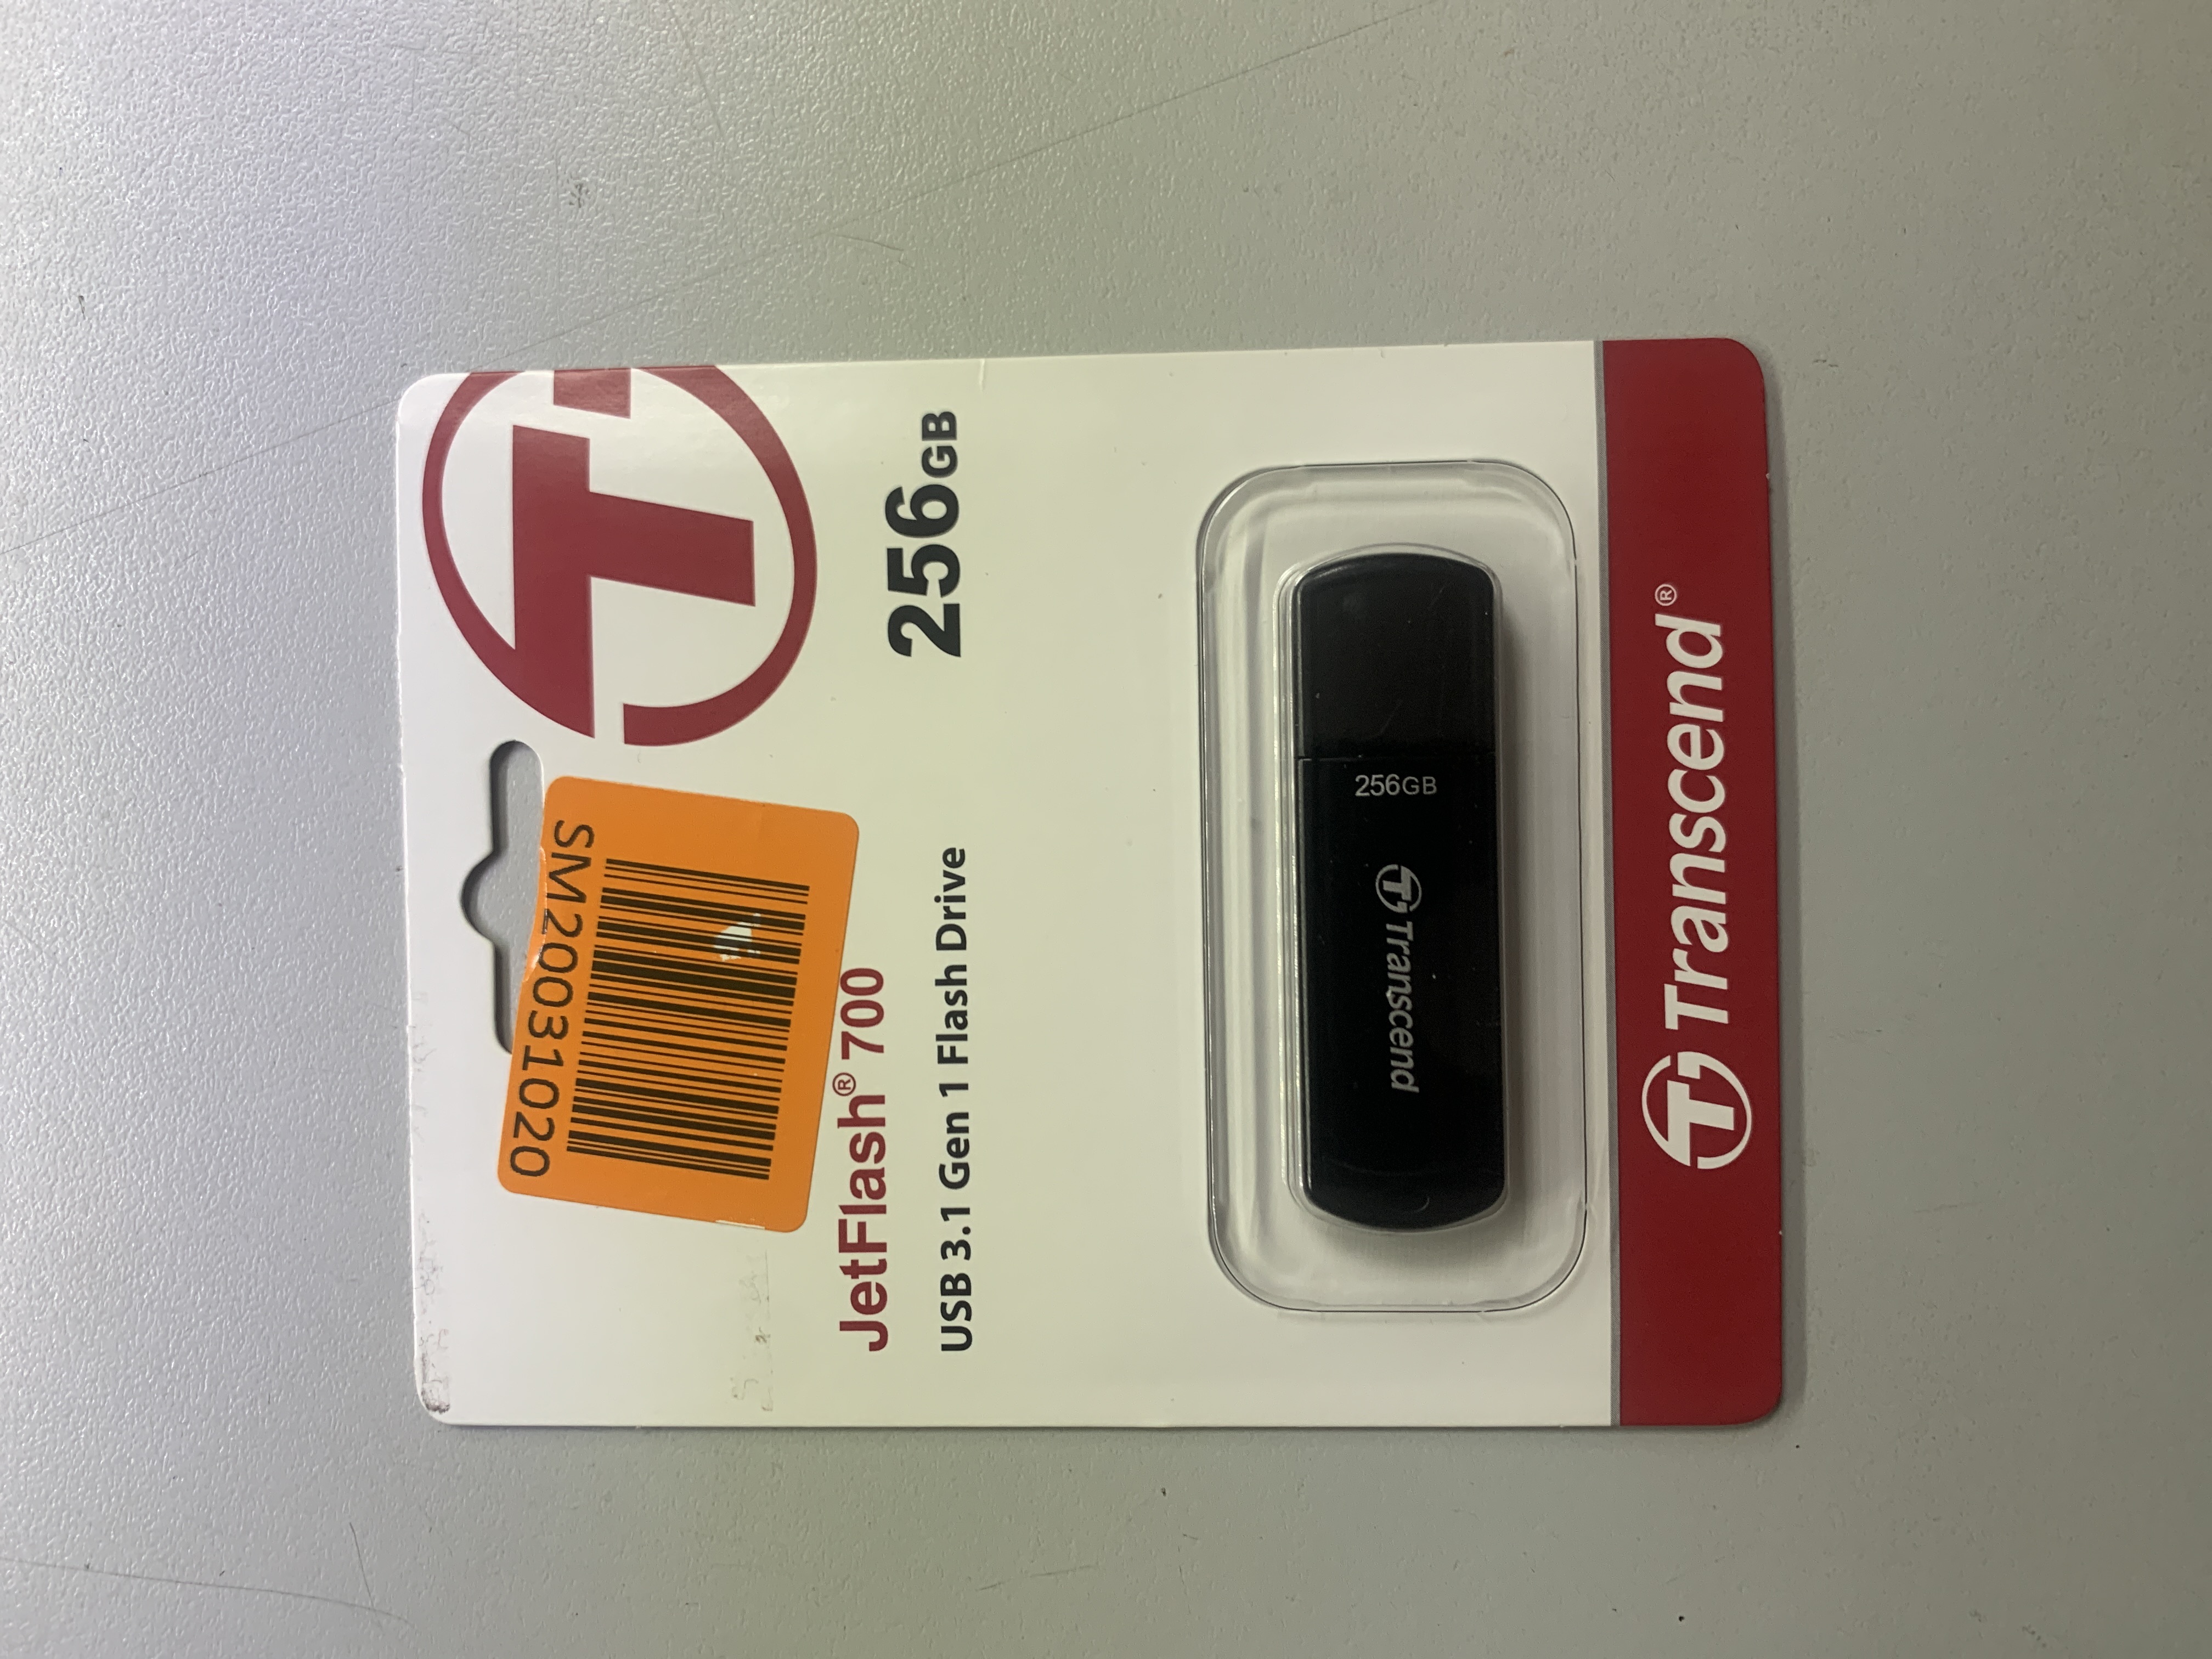 SM20031020
JetFlash® 700
USB 3.1 Gen 1 Flash Drive
256GB
256GB
Transcend
Transcend®